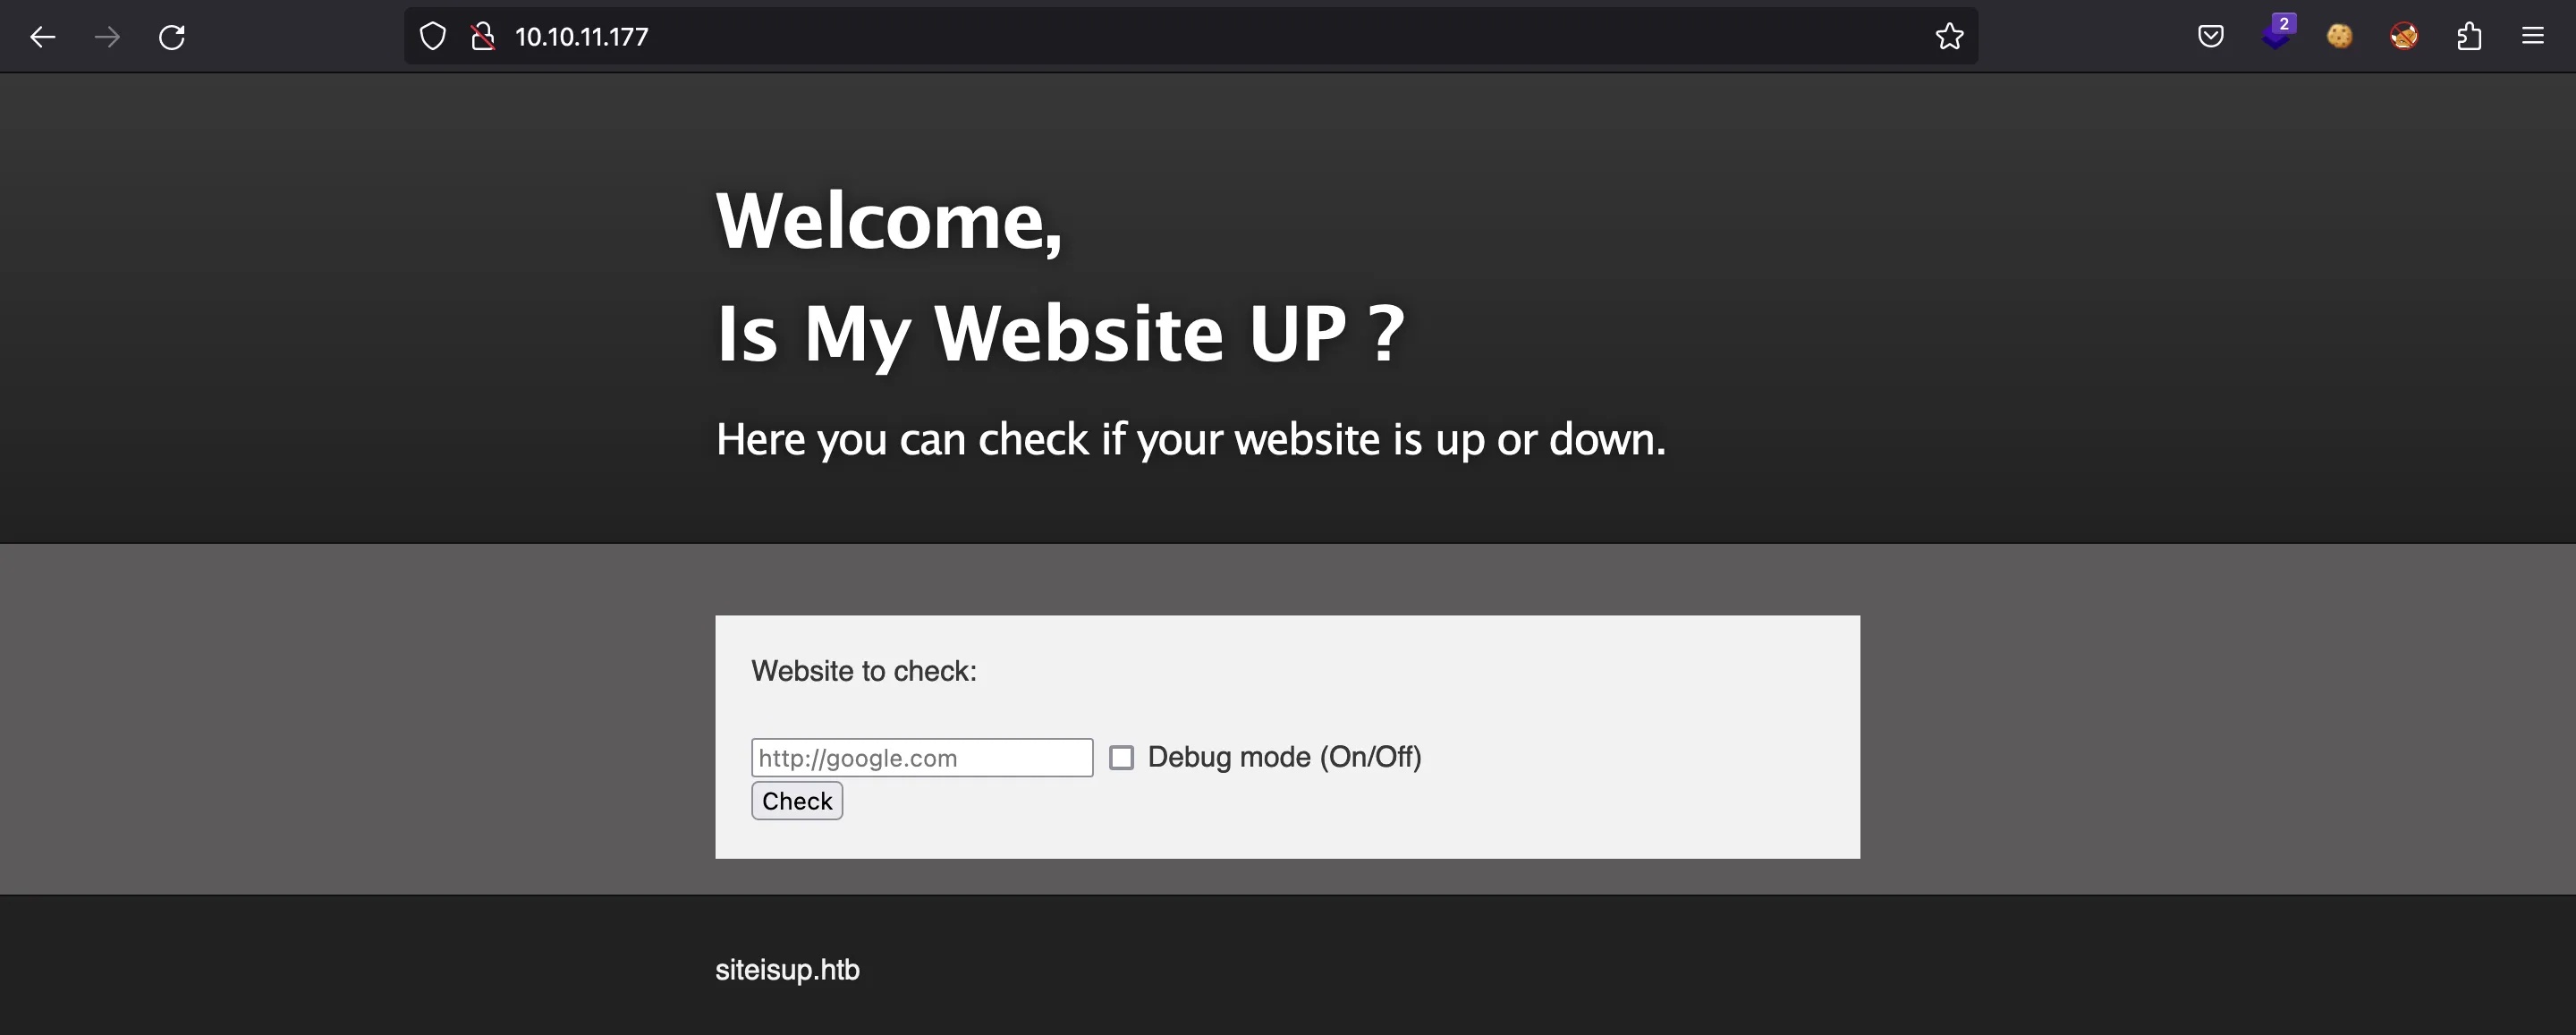 10.10.11.177
2
Welcome,
Is My Website UP ?
Here you can check if your website is up or down.
Website to check:
http://google.com Debug mode (On/Off)
Check
siteisup.htb